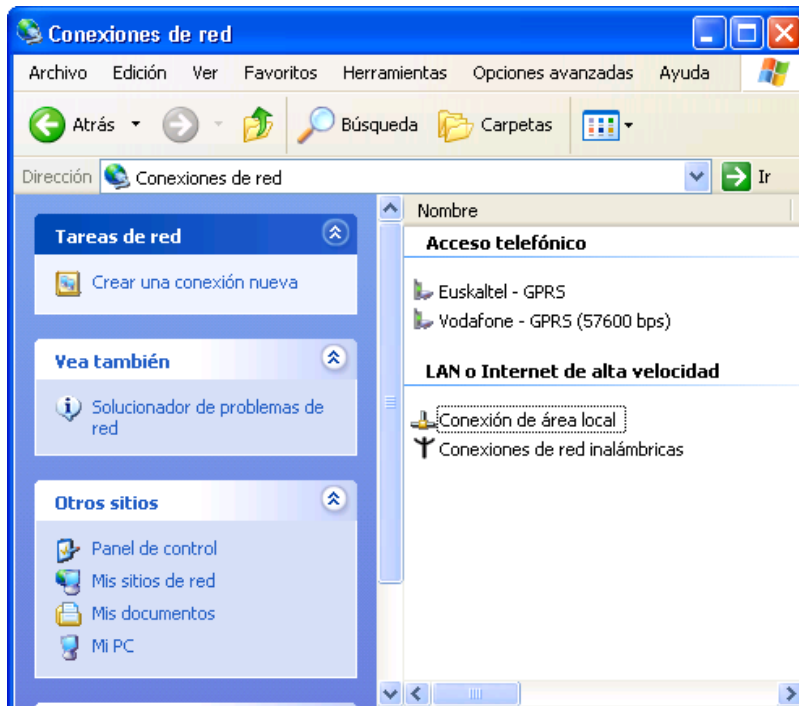 Conexiones de red
Archivo Edición Ver Favoritos Herramientas Opciones avanzadas Ayuda
Atrás Búsqueda Carpetas
Dirección Conexiones de red Ir
Tareas de red
Crear una conexión nueva
Vea también
Solucionador de problemas de
red
Otros sitios
Panel de control
Mis sitios de red
Mis documentos
Mi PC
Nombre
Acceso telefónico
Euskaltel - GPRS
Vodafone - GPRS (57600 bps)
LAN o Internet de alta velocidad
Conexión de área local
Conexiones de red inalámbricas